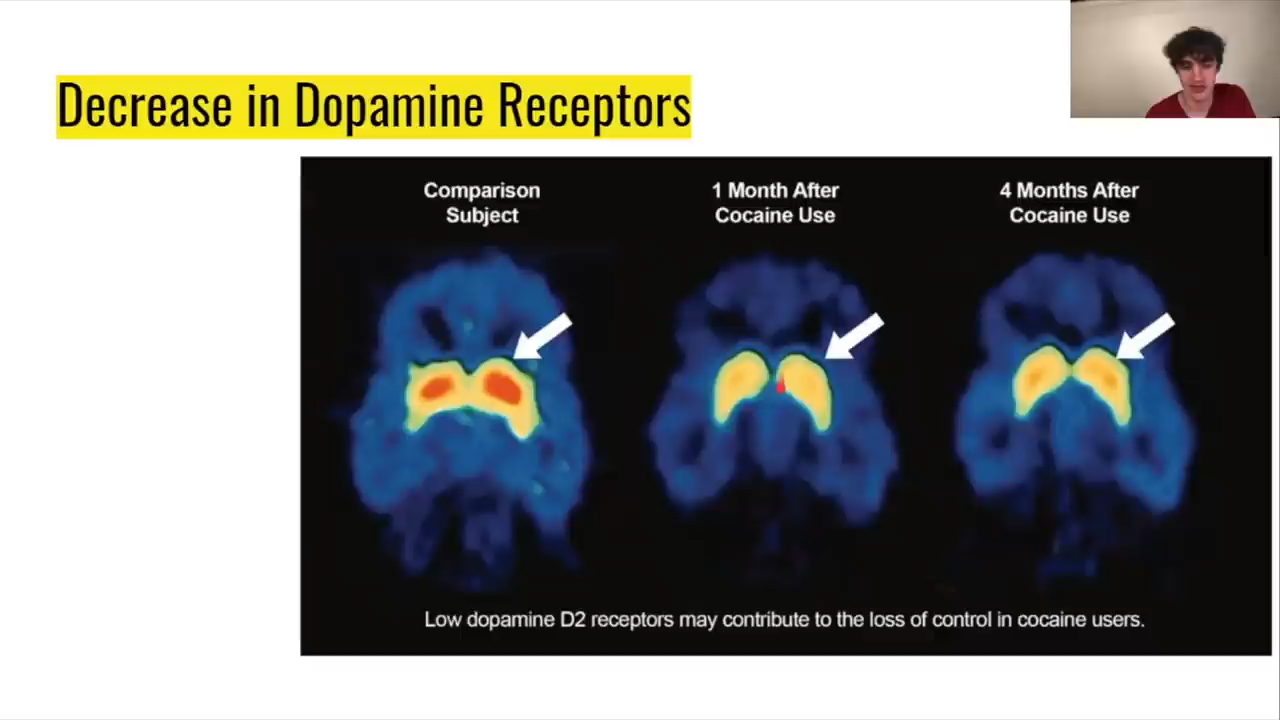 Decrease in Dopamine Receptors
Comparison
Subject
1 Month After
Cocaine Use
4 Months After
Cocaine Use
Low dopamine D2 receptors may contribute to the loss of control in cocaine users.